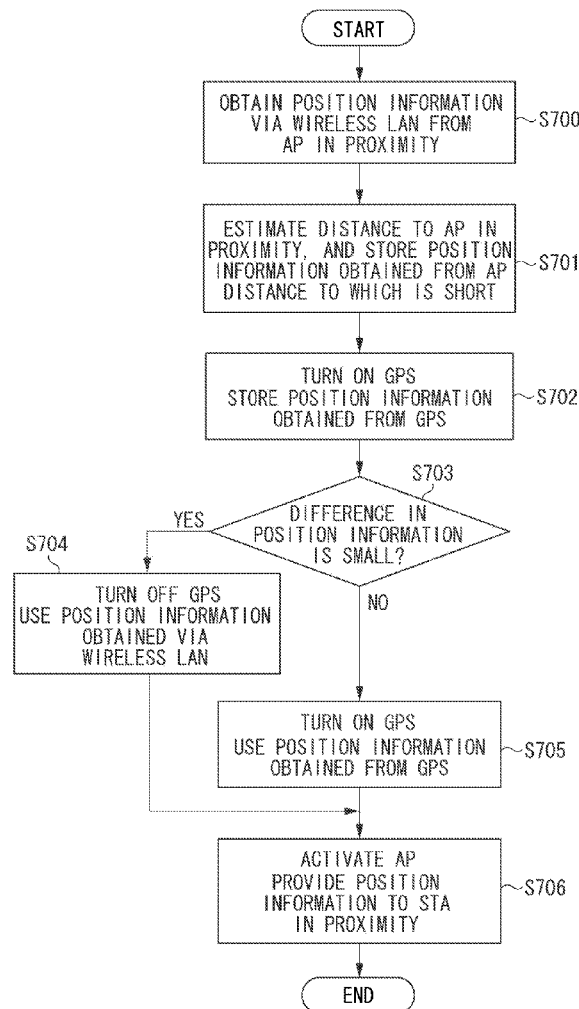 START
OBTAIN POSITION INFORMATION
VIA WIRELESS LAN FROM
AP IN PROXIMITY
S700
ESTIMATE DISTANCE TO AP IN
PROXIMITY, AND STORE POSITION
INFORMATION OBTAINED FROM AP
DISTANCE TO WHICH IS SHORT
S701
TURN ON GPS
STORE POSITION INFORMATION
OBTAINED FROM GPS
S702
S703
DIFFERENCE IN
POSITION INFORMATION
IS SMALL?
YES
NO
S704
TURN OFF GPS
USE POSITION INFORMATION
OBTAINED VIA
WIRELESS LAN
TURN ON GPS
USE POSITION INFORMATION
OBTAINED FROM GPS
S705
ACTIVATE AP
PROVIDE POSITION
INFORMATION TO STA
IN PROXIMITY
S706
END